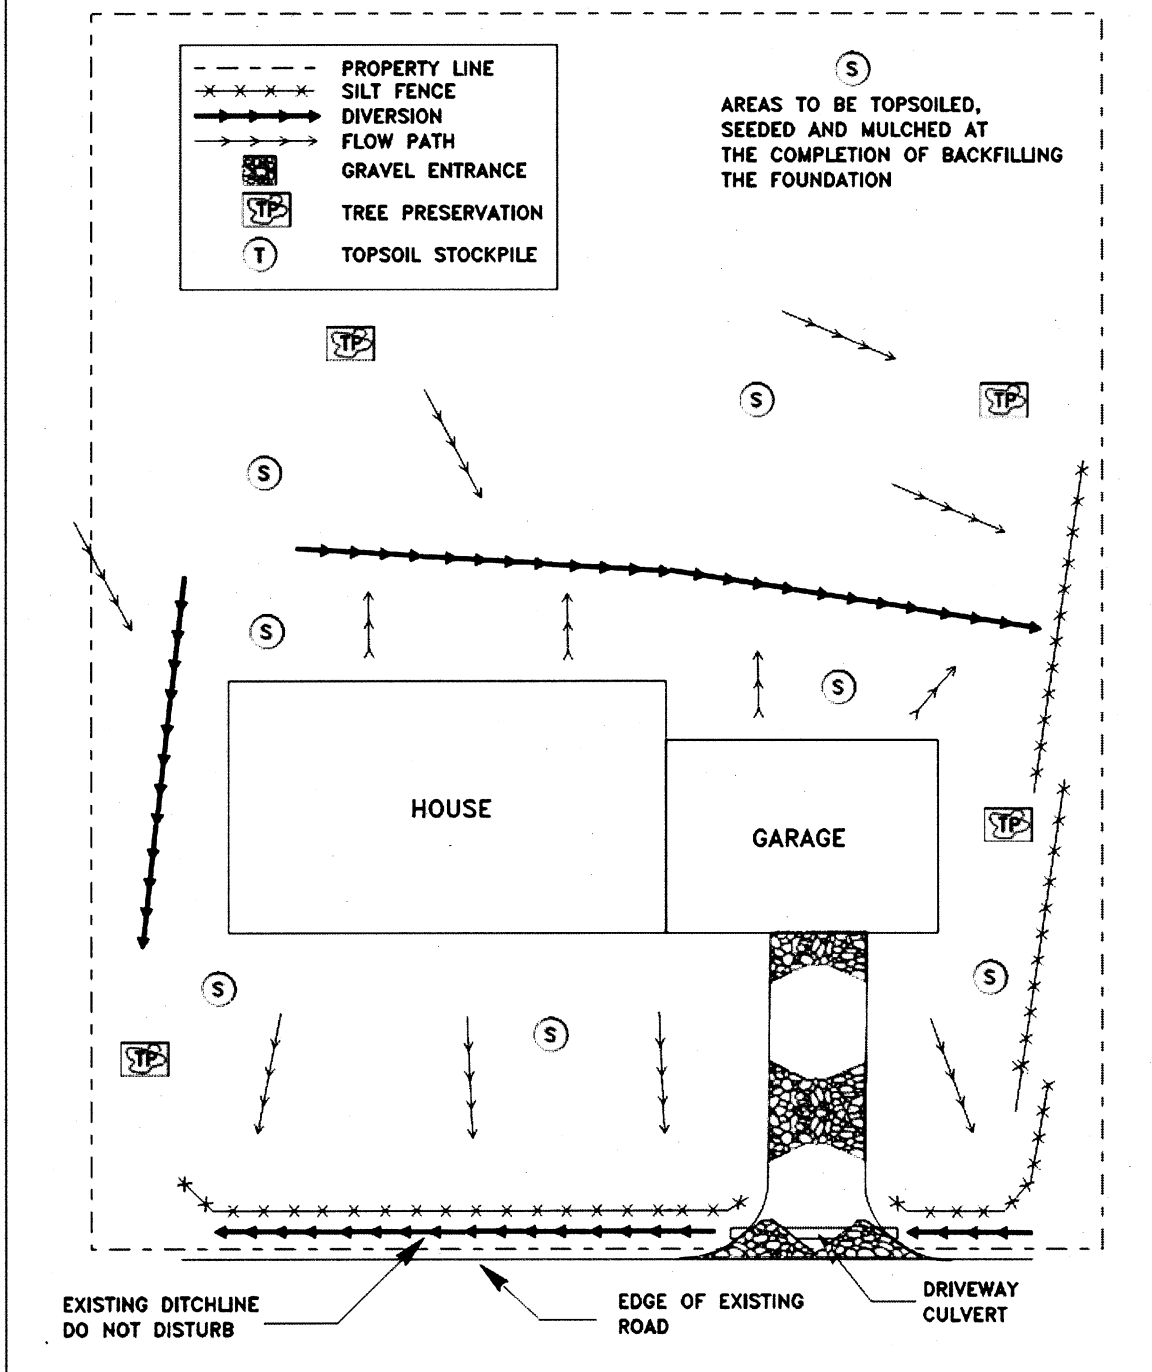 PROPERTY LINE
SILT FENCE
DIVERSION
FLOW PATH
GRAVEL ENTRANCE
TP
TREE PRESERVATION
T
TOPSOIL STOCKPILE
S
AREAS TO BE TOPSOILED,
SEEDED AND MULCHED AT
THE COMPLETION OF BACKFILLING
THE FOUNDATION
TP
S
TP
S
S
S
HOUSE
GARAGE
TP
S
S
S
TP
EXISTING DITCHLINE
DO NOT DISTURB
EDGE OF EXISTING
ROAD
DRIVEWAY
CULVERT